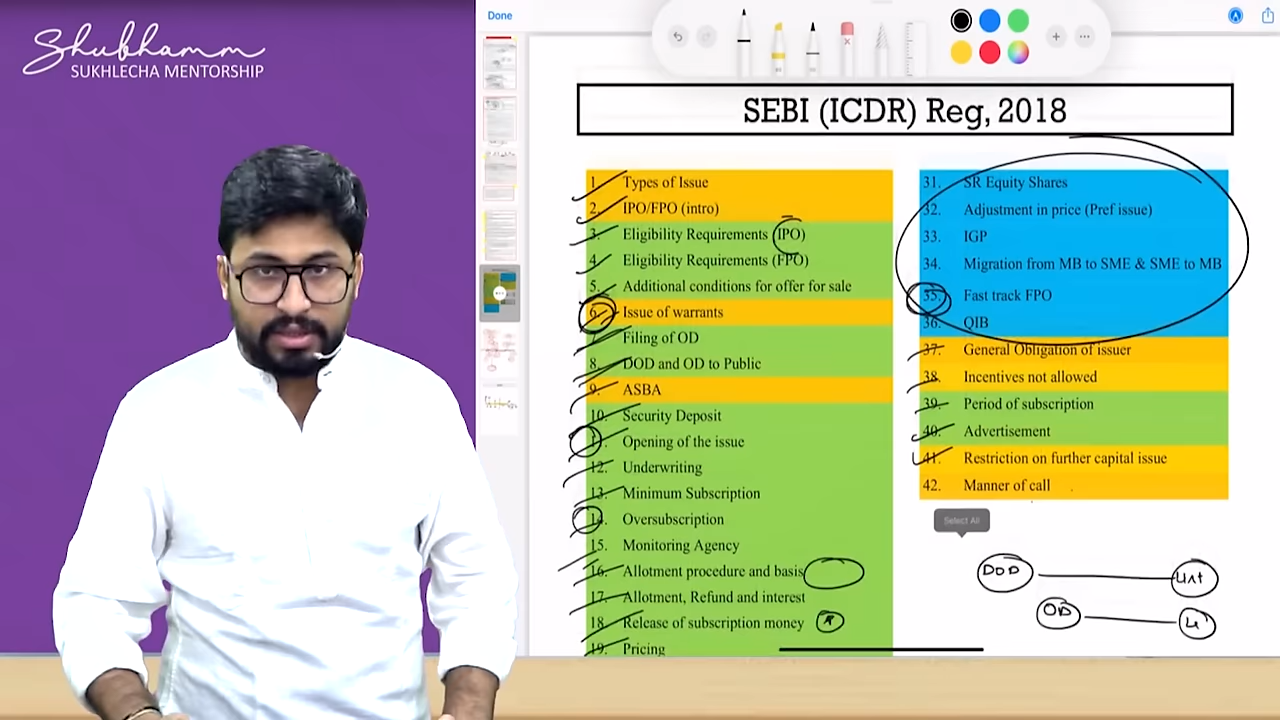 Shubhamm
SUKHLECHA MENTORSHIP
Done
SEBI (ICDR) Reg, 2018
1. Types of Issue
2. IPO/FPO (intro)
3. Eligibility Requirements (IPO)
4. Eligibility Requirements (FPO)
5. Additional conditions for offer for sale
6. Issue of warrants
7. Filing of OD
8. DOD and OD to Public
9. ASBA
10. Security Deposit
11. Opening of the issue
12. Underwriting
13. Minimum Subscription
14. Oversubscription
15. Monitoring Agency
16. Allotment procedure and basis
17. Allotment, Refund and interest
18. Release of subscription money
19. Pricing
31. SR Equity Shares
32. Adjustment in price (Pref issue)
33. IGP
34. Migration from MB to SME & SME to MB
35. Fast track FPO
36. QIB
37. General Obligation of issuer
38. Incentives not allowed
39. Period of subscription
40. Advertisement
41. Restriction on further capital issue
42. Manner of call
Select All
DOD
OD